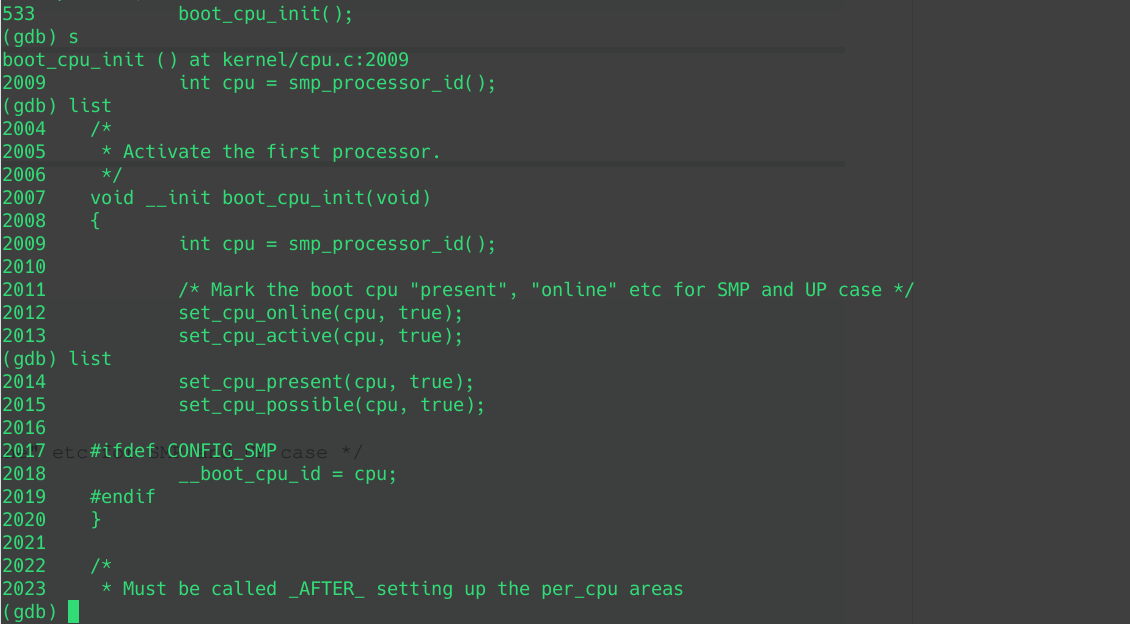 533             boot_cpu_init();
(gdb) s
boot_cpu_init () at kernel/cpu.c:2009
2009            int cpu = smp_processor_id();
(gdb) list
2004    /*
2005     * Activate the first processor.
2006     */
2007    void __init boot_cpu_init(void)
2008    {
2009            int cpu = smp_processor_id();
2010
2011            /* Mark the boot cpu "present", "online" etc for SMP and UP case */
2012            set_cpu_online(cpu, true);
2013            set_cpu_active(cpu, true);
(gdb) list
2014            set_cpu_present(cpu, true);
2015            set_cpu_possible(cpu, true);
2016
2017    #ifdef CONFIG_SMP
etc case */
2018            __boot_cpu_id = cpu;
2019    #endif
2020    }
2021
2022    /*
2023     * Must be called _AFTER_ setting up the per_cpu areas
(gdb)